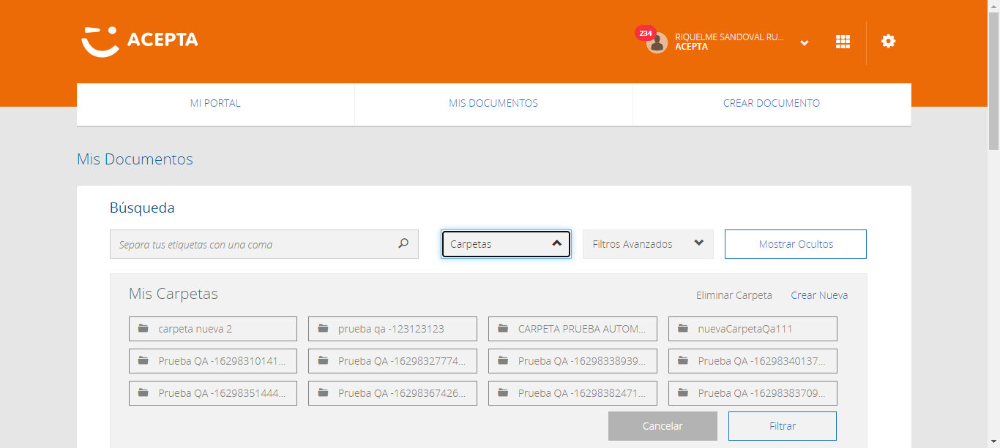 ACEPTA
234
RIQUELME SANDOVAL RU...
ACEPTA
MI PORTAL
MIS DOCUMENTOS
CREAR DOCUMENTO
Mis Documentos
Búsqueda
Separa tus etiquetas con una coma
Carpetas
Filtros Avanzados
Mostrar Ocultos
Mis Carpetas
Eliminar Carpeta
Crear Nueva
carpeta nueva 2
prueba qa -123123123
CARPETA PRUEBA AUTOM...
nuevaCarpetaQa111
Prueba QA -16298310141...
Prueba QA -16298327774...
Prueba QA -16298338939...
Prueba QA -16298340137...
Prueba QA -16298351444...
Prueba QA -16298367426...
Prueba QA -16298382471...
Prueba QA -16298383709...
Cancelar
Filtrar